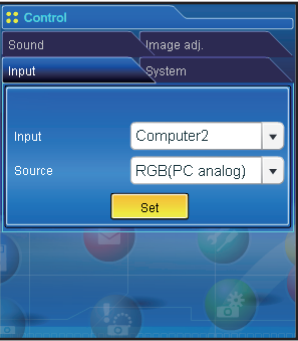 Control
Sound Image adj.
Input System
Input Computer2
Source RGB(PC analog)
Set